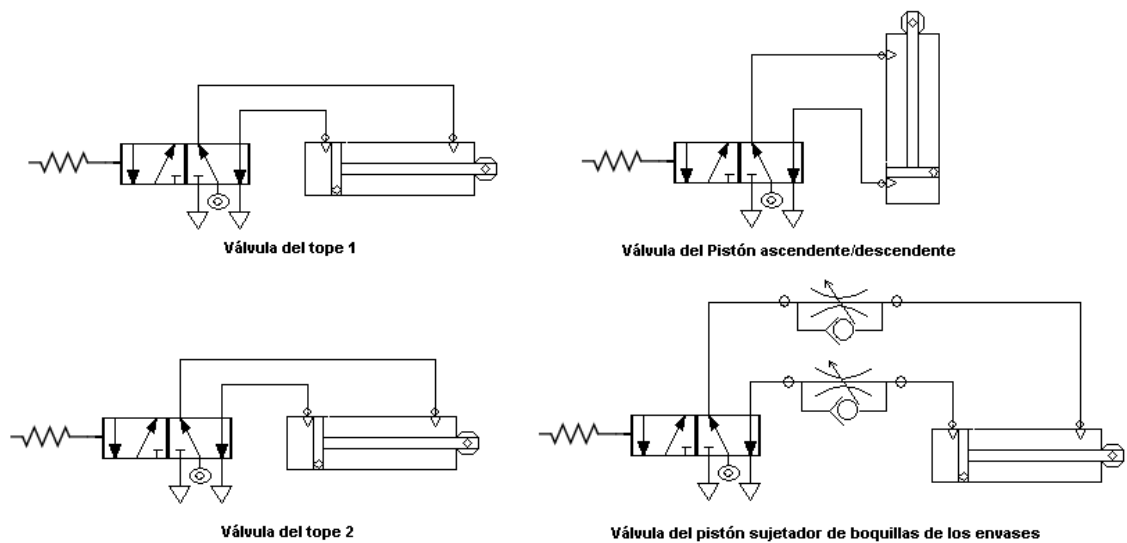 Válvula del tope 1
Válvula del Pistón ascendente/descendente
Válvula del tope 2
Válvula del pistón sujetador de boquillas de los envases